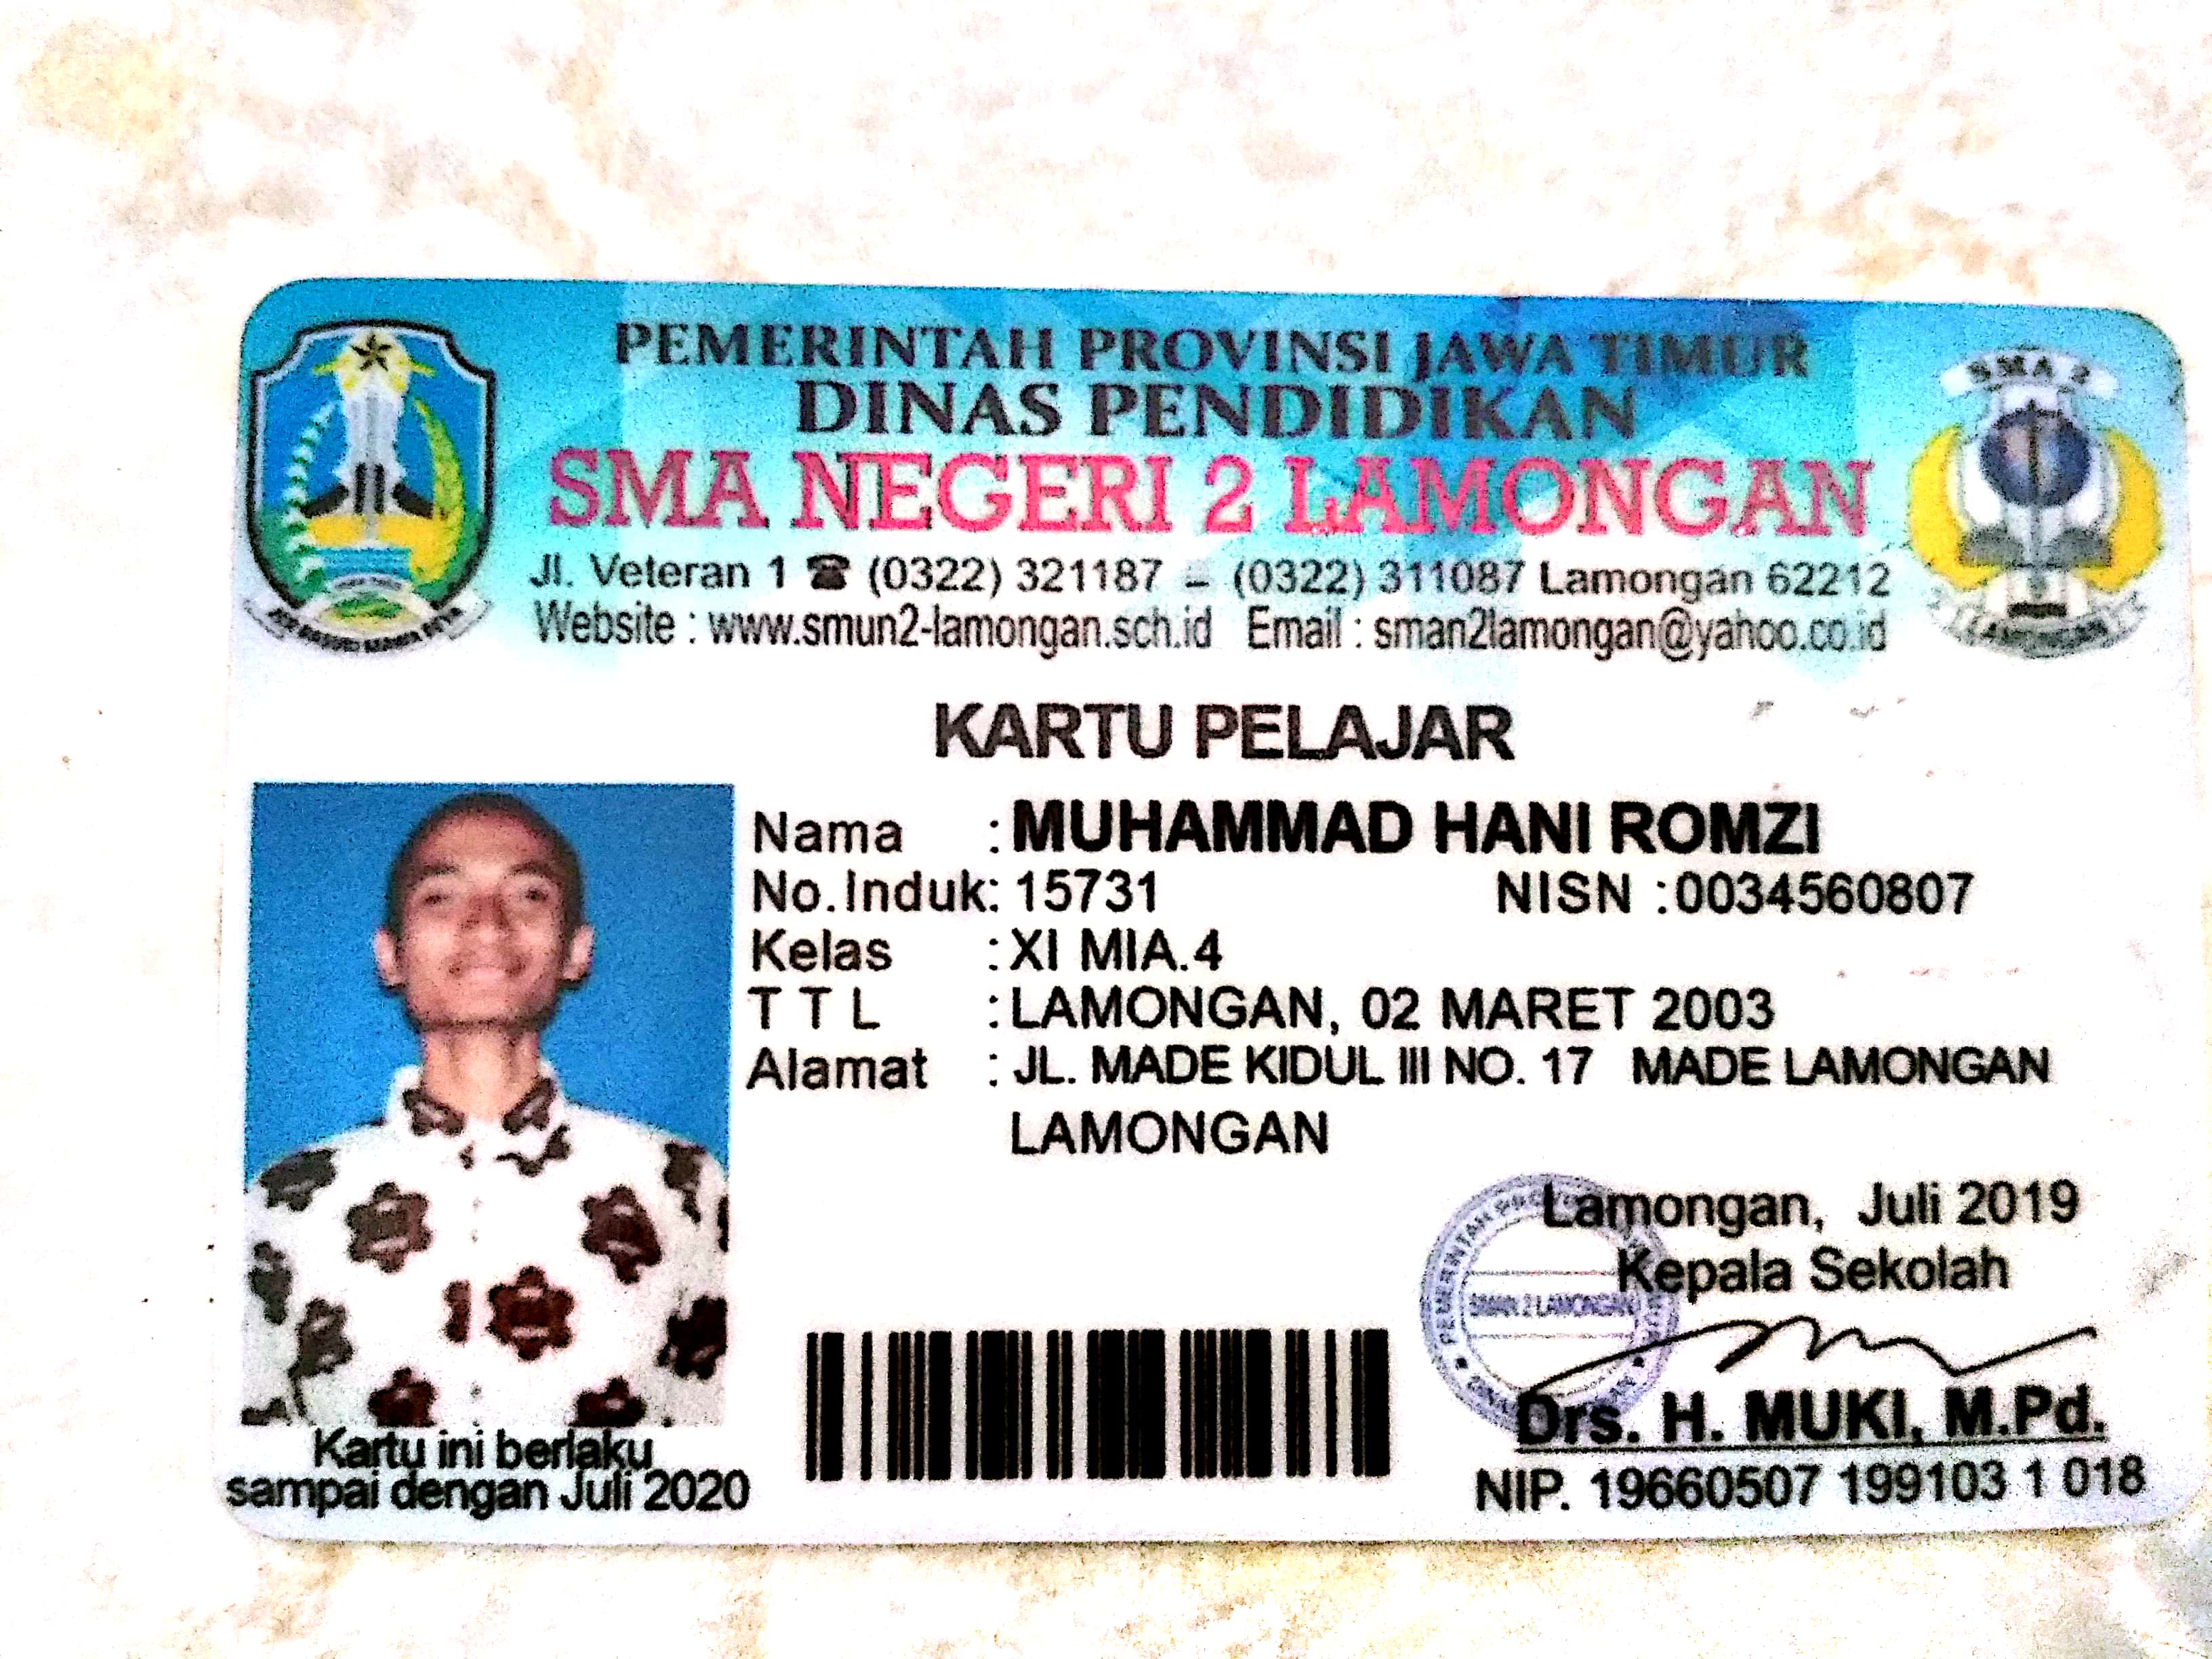 PEMERINTAH PROVINSI JAWA TIMUR
DINAS PENDIDIKAN
SMA NEGERI 2 LAMONGAN
Jl. Veteran 1 ☎ (0322) 321187 – (0322) 311087 Lamongan 62212
Website : www.smun2-lamongan.sch.id Email : sman2lamongan@yahoo.co.id
SMA 2
LAMONGAN
KARTU PELAJAR
Nama : MUHAMMAD HANI ROMZI
No.Induk: 15731 NISN :0034560807
Kelas : XI MIA.4
T T L : LAMONGAN, 02 MARET 2003
Alamat : JL. MADE KIDUL III NO. 17 MADE LAMONGAN
LAMONGAN
Lamongan, Juli 2019
Kepala Sekolah
SMAN 2 LAMONGAN
Drs. H. MUKI, M.Pd.
NIP. 19660507 199103 1 018
Kartu ini berlaku
sampai dengan Juli 2020